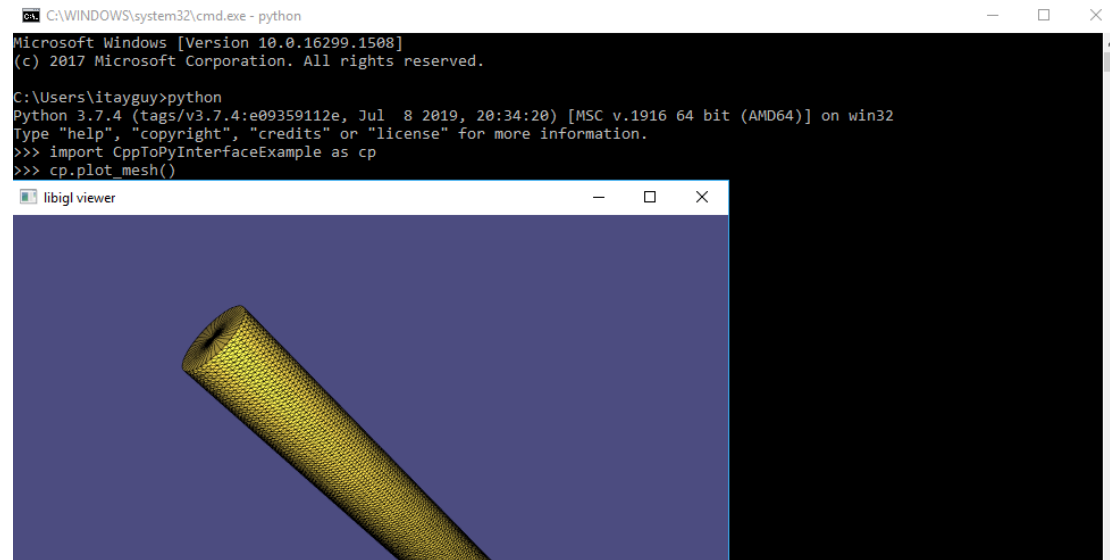 C:\WINDOWS\system32\cmd.exe - python
Microsoft Windows [Version 10.0.16299.1508]
(c) 2017 Microsoft Corporation. All rights reserved.
C:\Users\itayguy>python
Python 3.7.4 (tags/v3.7.4:e09359112e, Jul  8 2019, 20:34:20) [MSC v.1916 64 bit (AMD64)] on win32
Type "help", "copyright", "credits" or "license" for more information.
>>> import CppToPyInterfaceExample as cp
>>> cp.plot_mesh()
libigl viewer